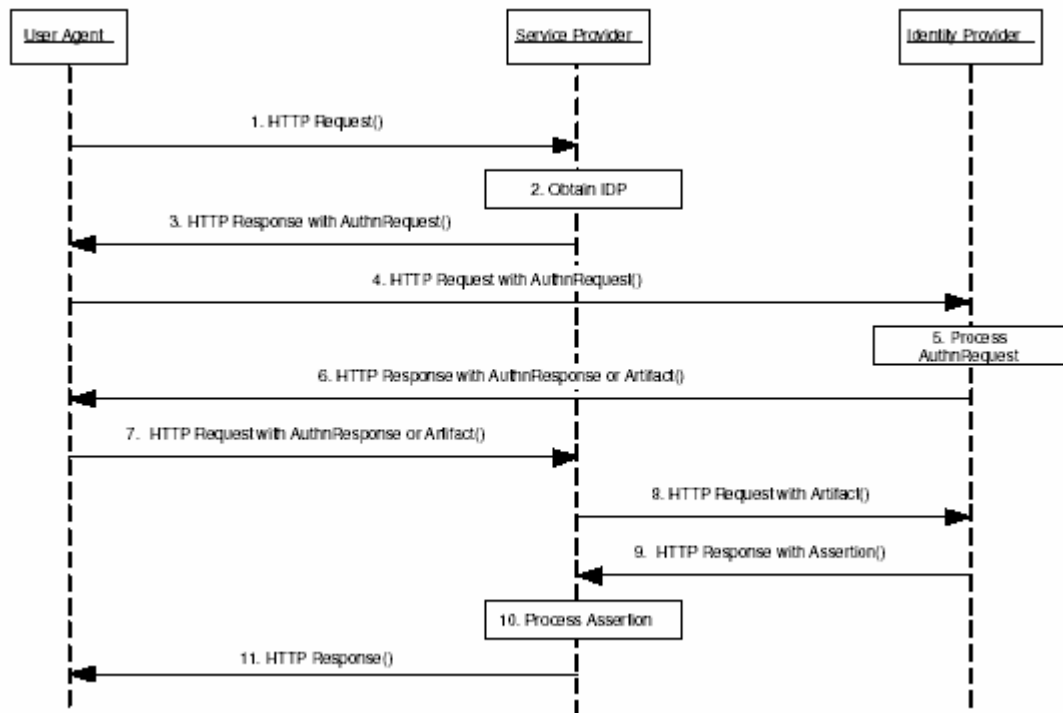 User Agent
Service Provider
Identity Provider
1. HTTP Request()
2. Obtain IDP
3. HTTP Response with AuthnRequest()
4. HTTP Request with AuthnRequest()
5. Process
AuthnRequest
6. HTTP Response with AuthnResponse or Artifact()
7. HTTP Request with AuthnResponse or Artifact()
8. HTTP Request with Artifact()
9. HTTP Response with Assertion()
10. Process Assertion
11. HTTP Response()